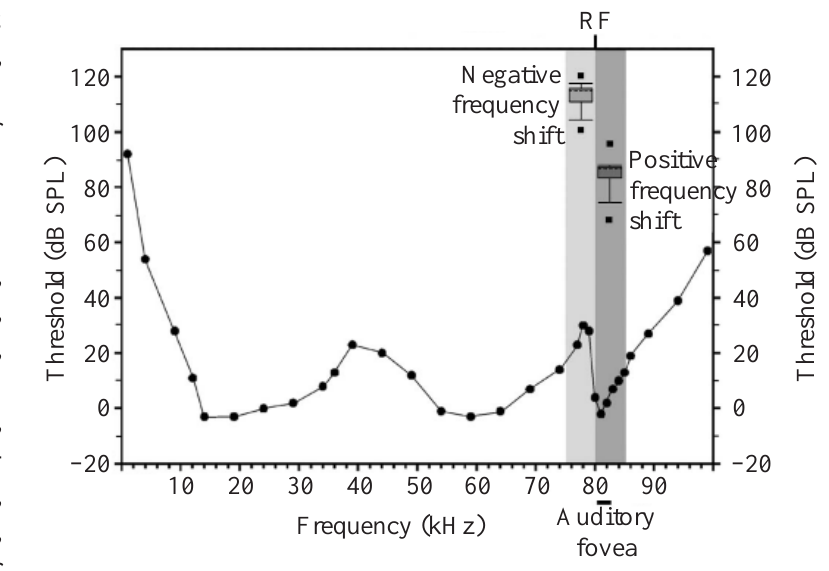 RF
Negative
frequency
shift
Positive
frequency
shift
Threshold (dB SPL)
120
100
80
60
40
20
0
-20
120
100
80
60
40
20
0
-20
Threshold (dB SPL)
10 20 30 40 50 60 70 80 90
Frequency (kHz)
Auditory
fovea